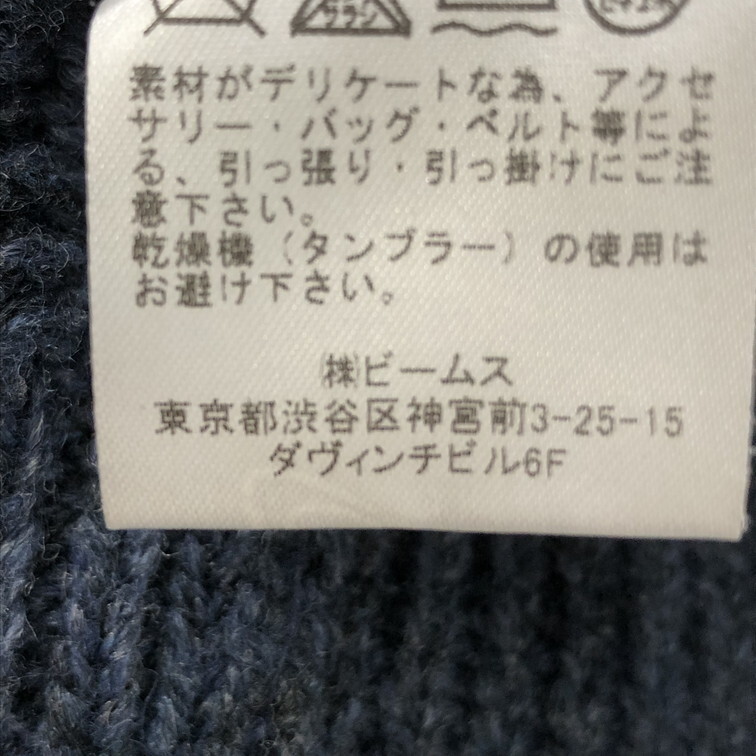 素材がデリケートな為、アクセ
サリー・バッグ・ベルト等によ
る、引っ張り・引っ掛けにご注
意下さい。
乾燥機（タンブラー）の使用は
お避け下さい。
㈱ビームス
東京都渋谷区神宮前3-25-15
ダヴィンチビル6F